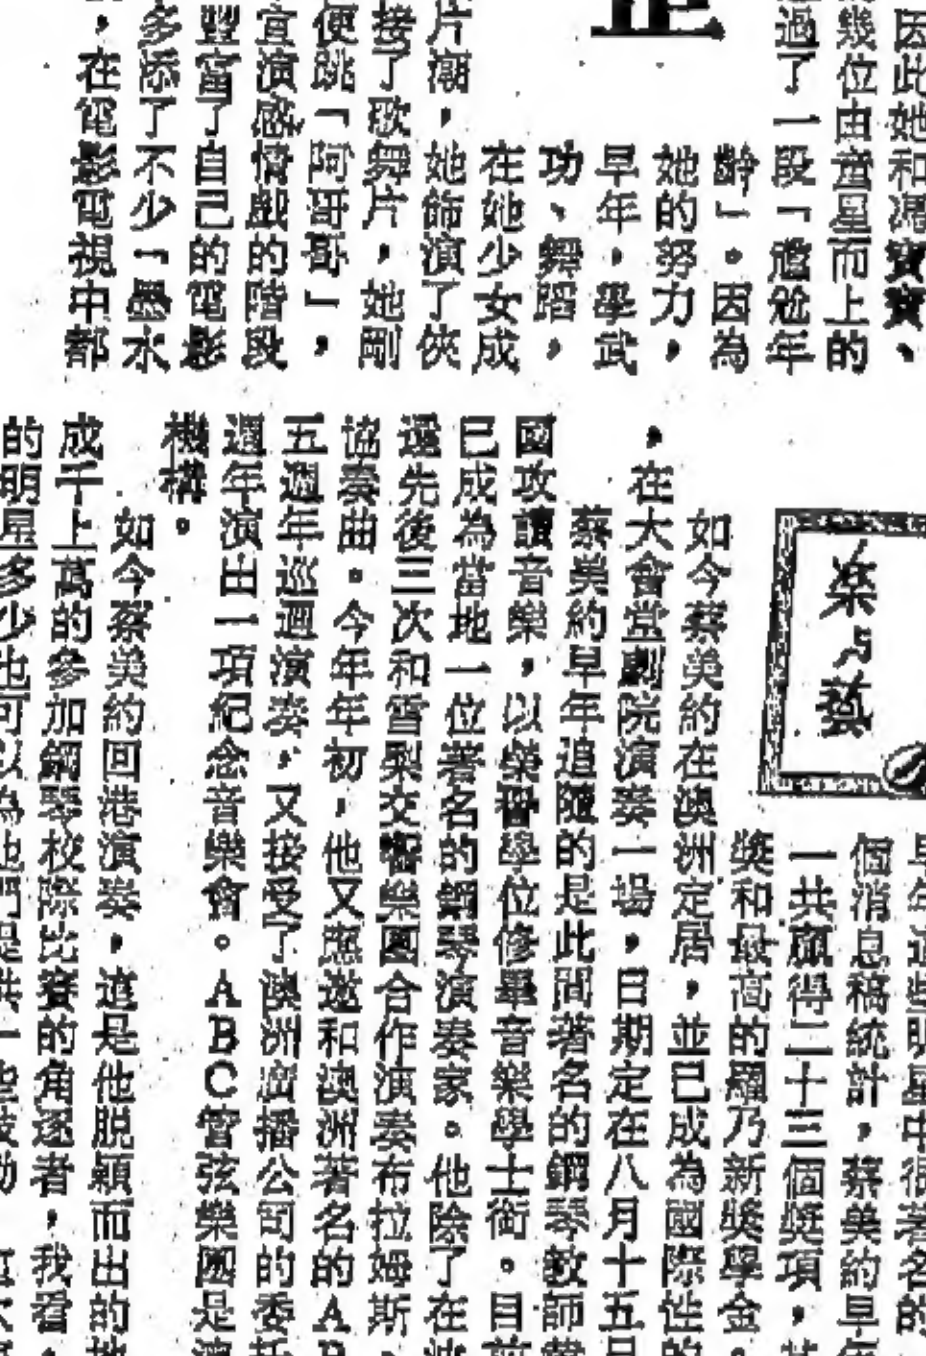 因此她和馮寶寶、
幾位由童星而上的
過了一段「尷尬年
齡」。因為
她的努力，
早年，學武
功、舞蹈，
在她少女成
片潮，她飾演了俠
接了歌舞片，她剛
便跳「阿哥哥」，
宣演感情戲的階段
豐富了自己的電影
多添了不少「墨水
，在電影電視中都
樂與藝
早年這些明星中很著名的
個消息稿統計，蔡美約早年
一共贏得二十三個獎項，
獎和最高的羅乃新獎學金。
如今蔡美約在澳洲定居，並已成為國際性的
，在大會堂劇院演奏一場，日期定在八月十五日
蔡美約早年追隨的是此間著名的鋼琴教師
國攻讀音樂，以榮譽學位修畢音樂學士銜。目前
已成為當地一位著名的鋼琴演奏家。他除了在
還先後三次和雪梨交響樂團合作演奏布拉姆斯
協奏曲。今年年初，他又應邀和澳洲著名的A
五週年巡迴演奏，又接受了澳洲廣播公司的委托
週年演出一項紀念音樂會。ABC管弦樂團是
機構。
如今蔡美約回港演奏，這是他脫穎而出的地
成千上萬的參加鋼琴校際比賽的角逐者，我看，
的明星多少也可以為他們提供一些鼓勵